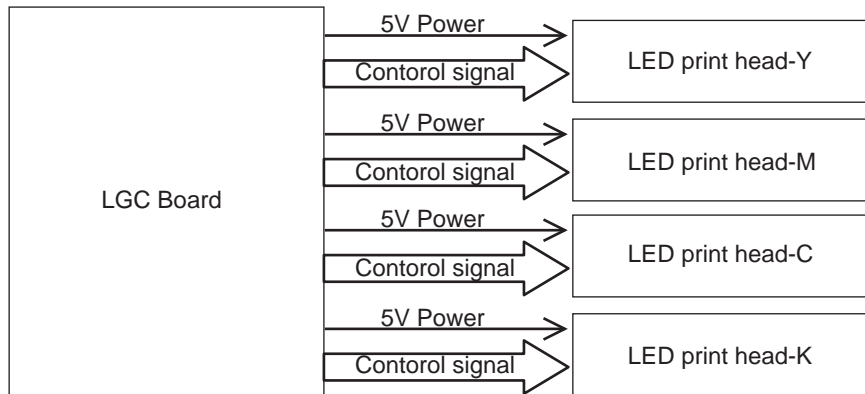 LGC Board
5V Power
Contorol signal
LED print head-Y
5V Power
Contorol signal
LED print head-M
5V Power
Contorol signal
LED print head-C
5V Power
Contorol signal
LED print head-K